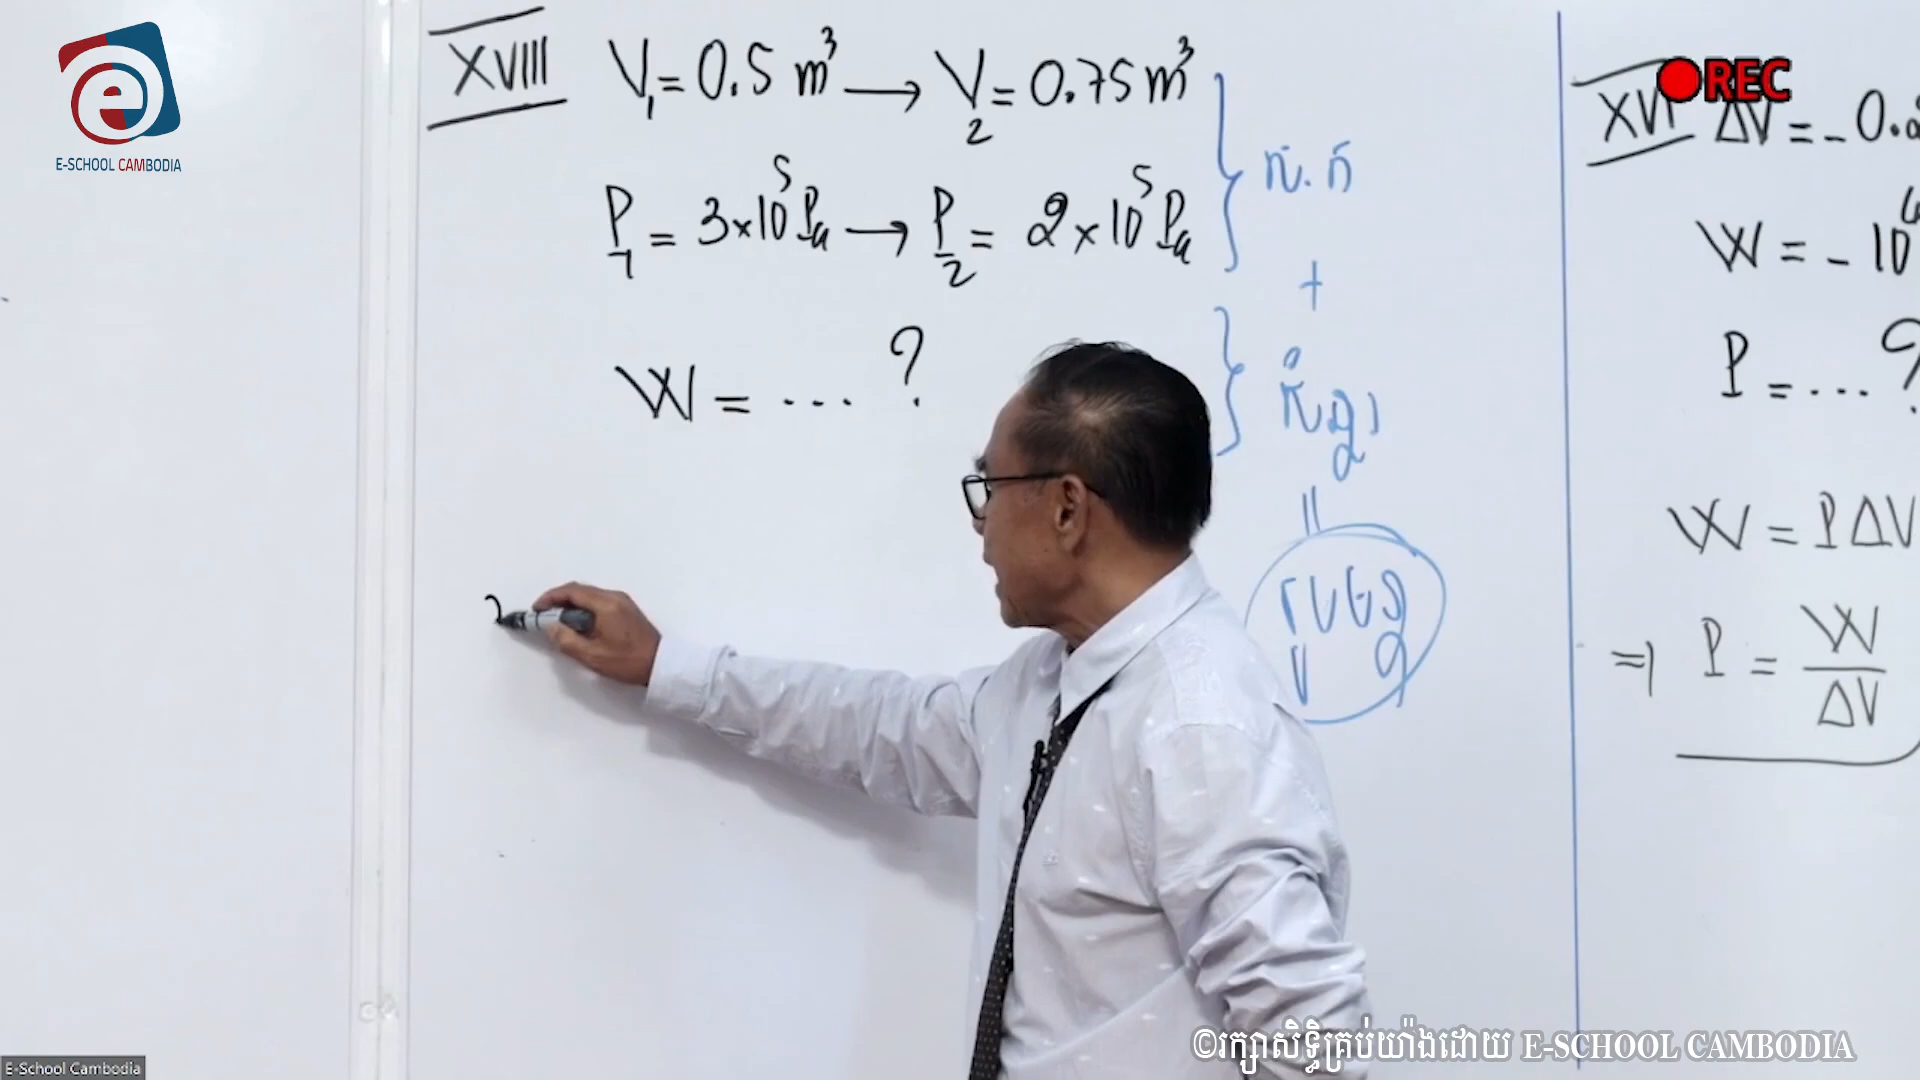 E-SCHOOL CAMBODIA
XVIII V₁ = 0.5 m³ → V₂ = 0.75 m³
P₁ = 3×10⁵ Pa → P₂ = 2×10⁵ Pa
W = ... ?
REC
XVI ΔV = - 0.
W = - 10
P = ... ?
W = PΔV
⇒ P = W/ΔV
+
=
©រក្សាសិទ្ធិគ្រប់យ៉ាងដោយ E-SCHOOL CAMBODIA
E-School Cambodia